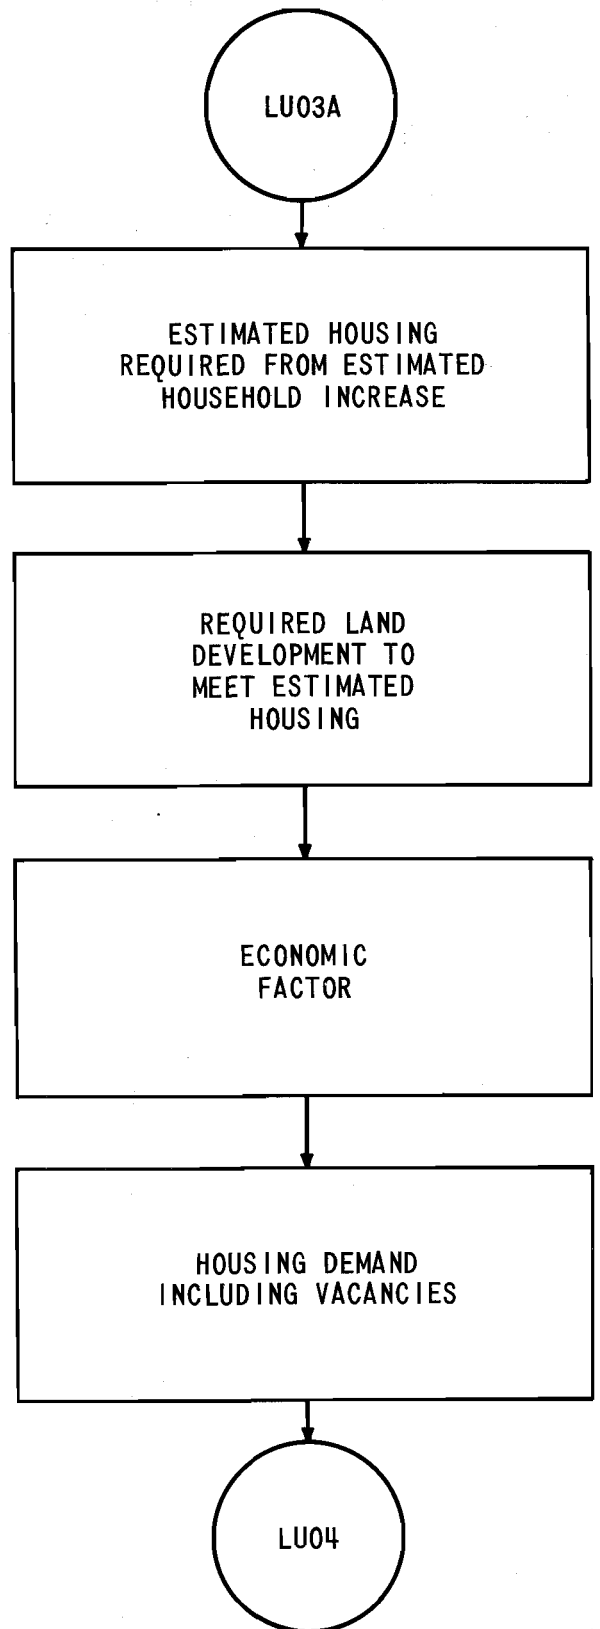 LU03A
ESTIMATED HOUSING
REQUIRED FROM ESTIMATED
HOUSEHOLD INCREASE
REQUIRED LAND
DEVELOPMENT TO
MEET ESTIMATED
HOUSING
ECONOMIC
FACTOR
HOUSING DEMAND
INCLUDING VACANCIES
LU04